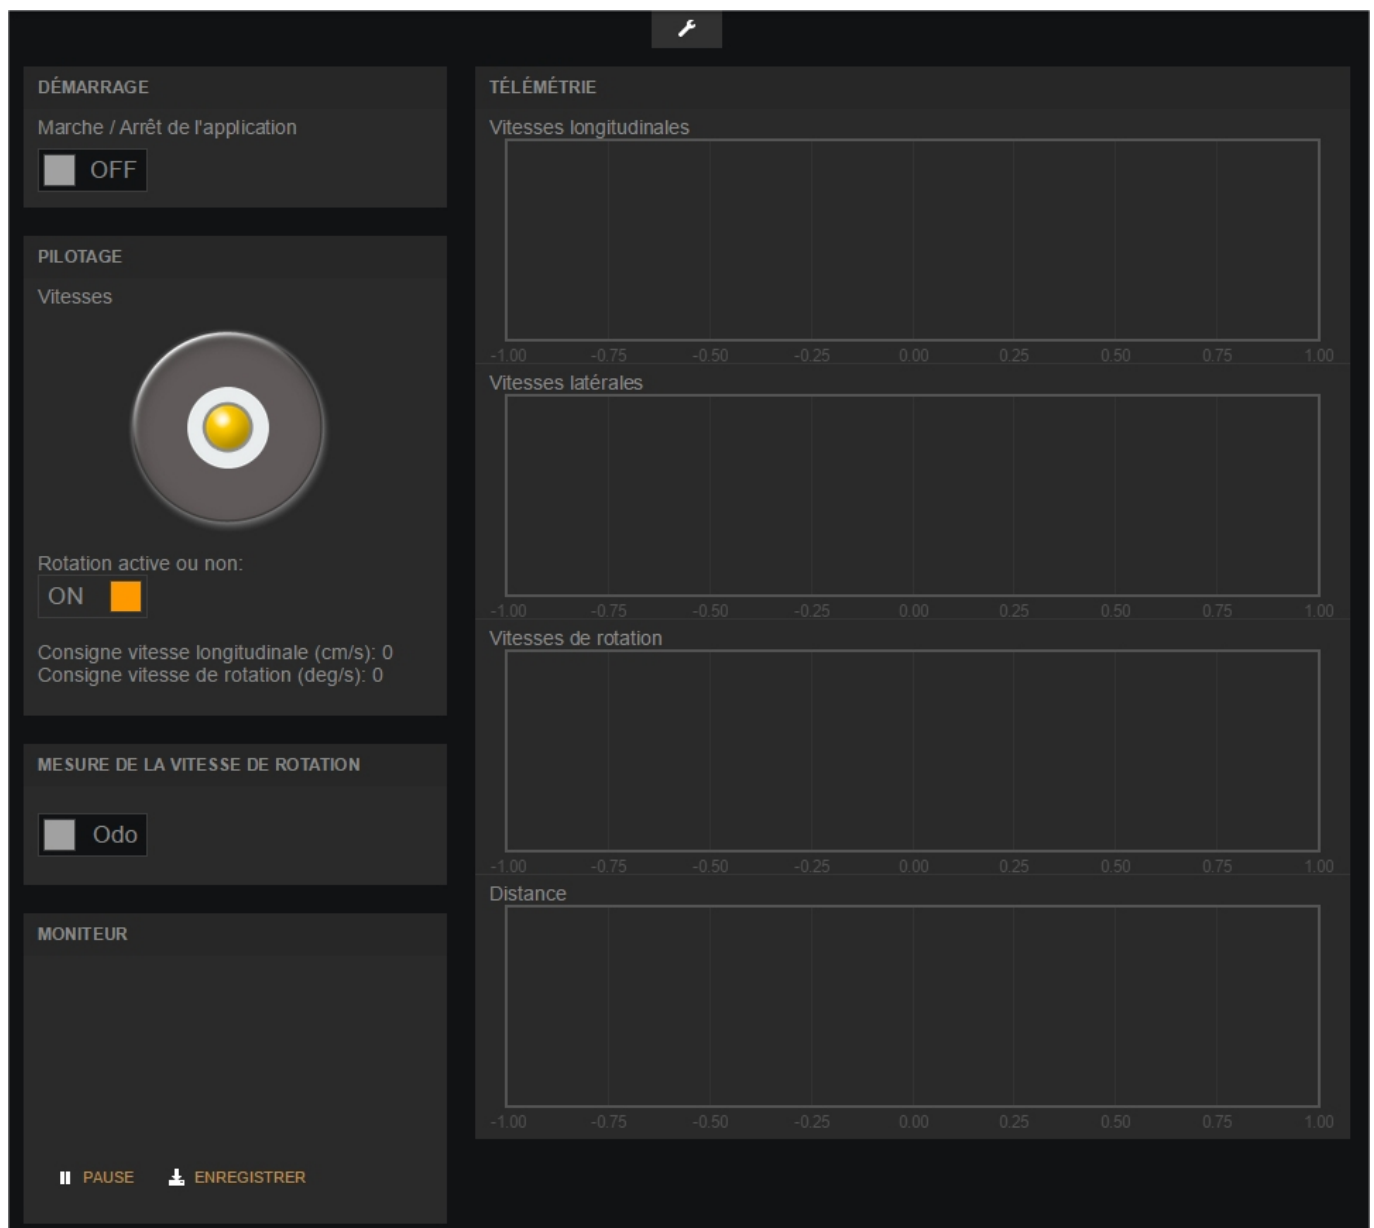 DÉMARRAGE
Marche / Arrêt de l'application
OFF
PILOTAGE
Vitesses
Rotation active ou non:
ON
Consigne vitesse longitudinale (cm/s): 0
Consigne vitesse de rotation (deg/s): 0
MESURE DE LA VITESSE DE ROTATION
Odo
MONITEUR
PAUSE ENREGISTRER
TÉLÉMÉTRIE
Vitesses longitudinales
-1.00 -0.75 -0.50 -0.25 0.00 0.25 0.50 0.75 1.00
Vitesses latérales
-1.00 -0.75 -0.50 -0.25 0.00 0.25 0.50 0.75 1.00
Vitesses de rotation
-1.00 -0.75 -0.50 -0.25 0.00 0.25 0.50 0.75 1.00
Distance
-1.00 -0.75 -0.50 -0.25 0.00 0.25 0.50 0.75 1.00